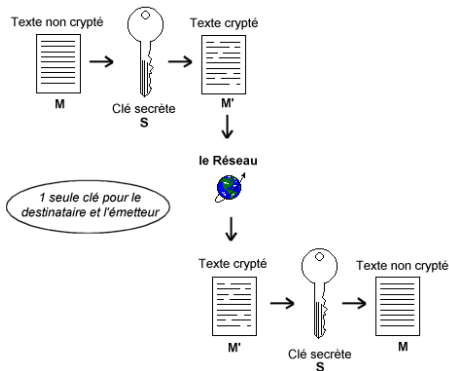 Texte non crypté
Texte crypté
M
Clé secrète
S
M'
le Réseau
1 seule clé pour le
destinataire et l'émetteur
Texte crypté
Texte non crypté
M'
Clé secrète
S
M